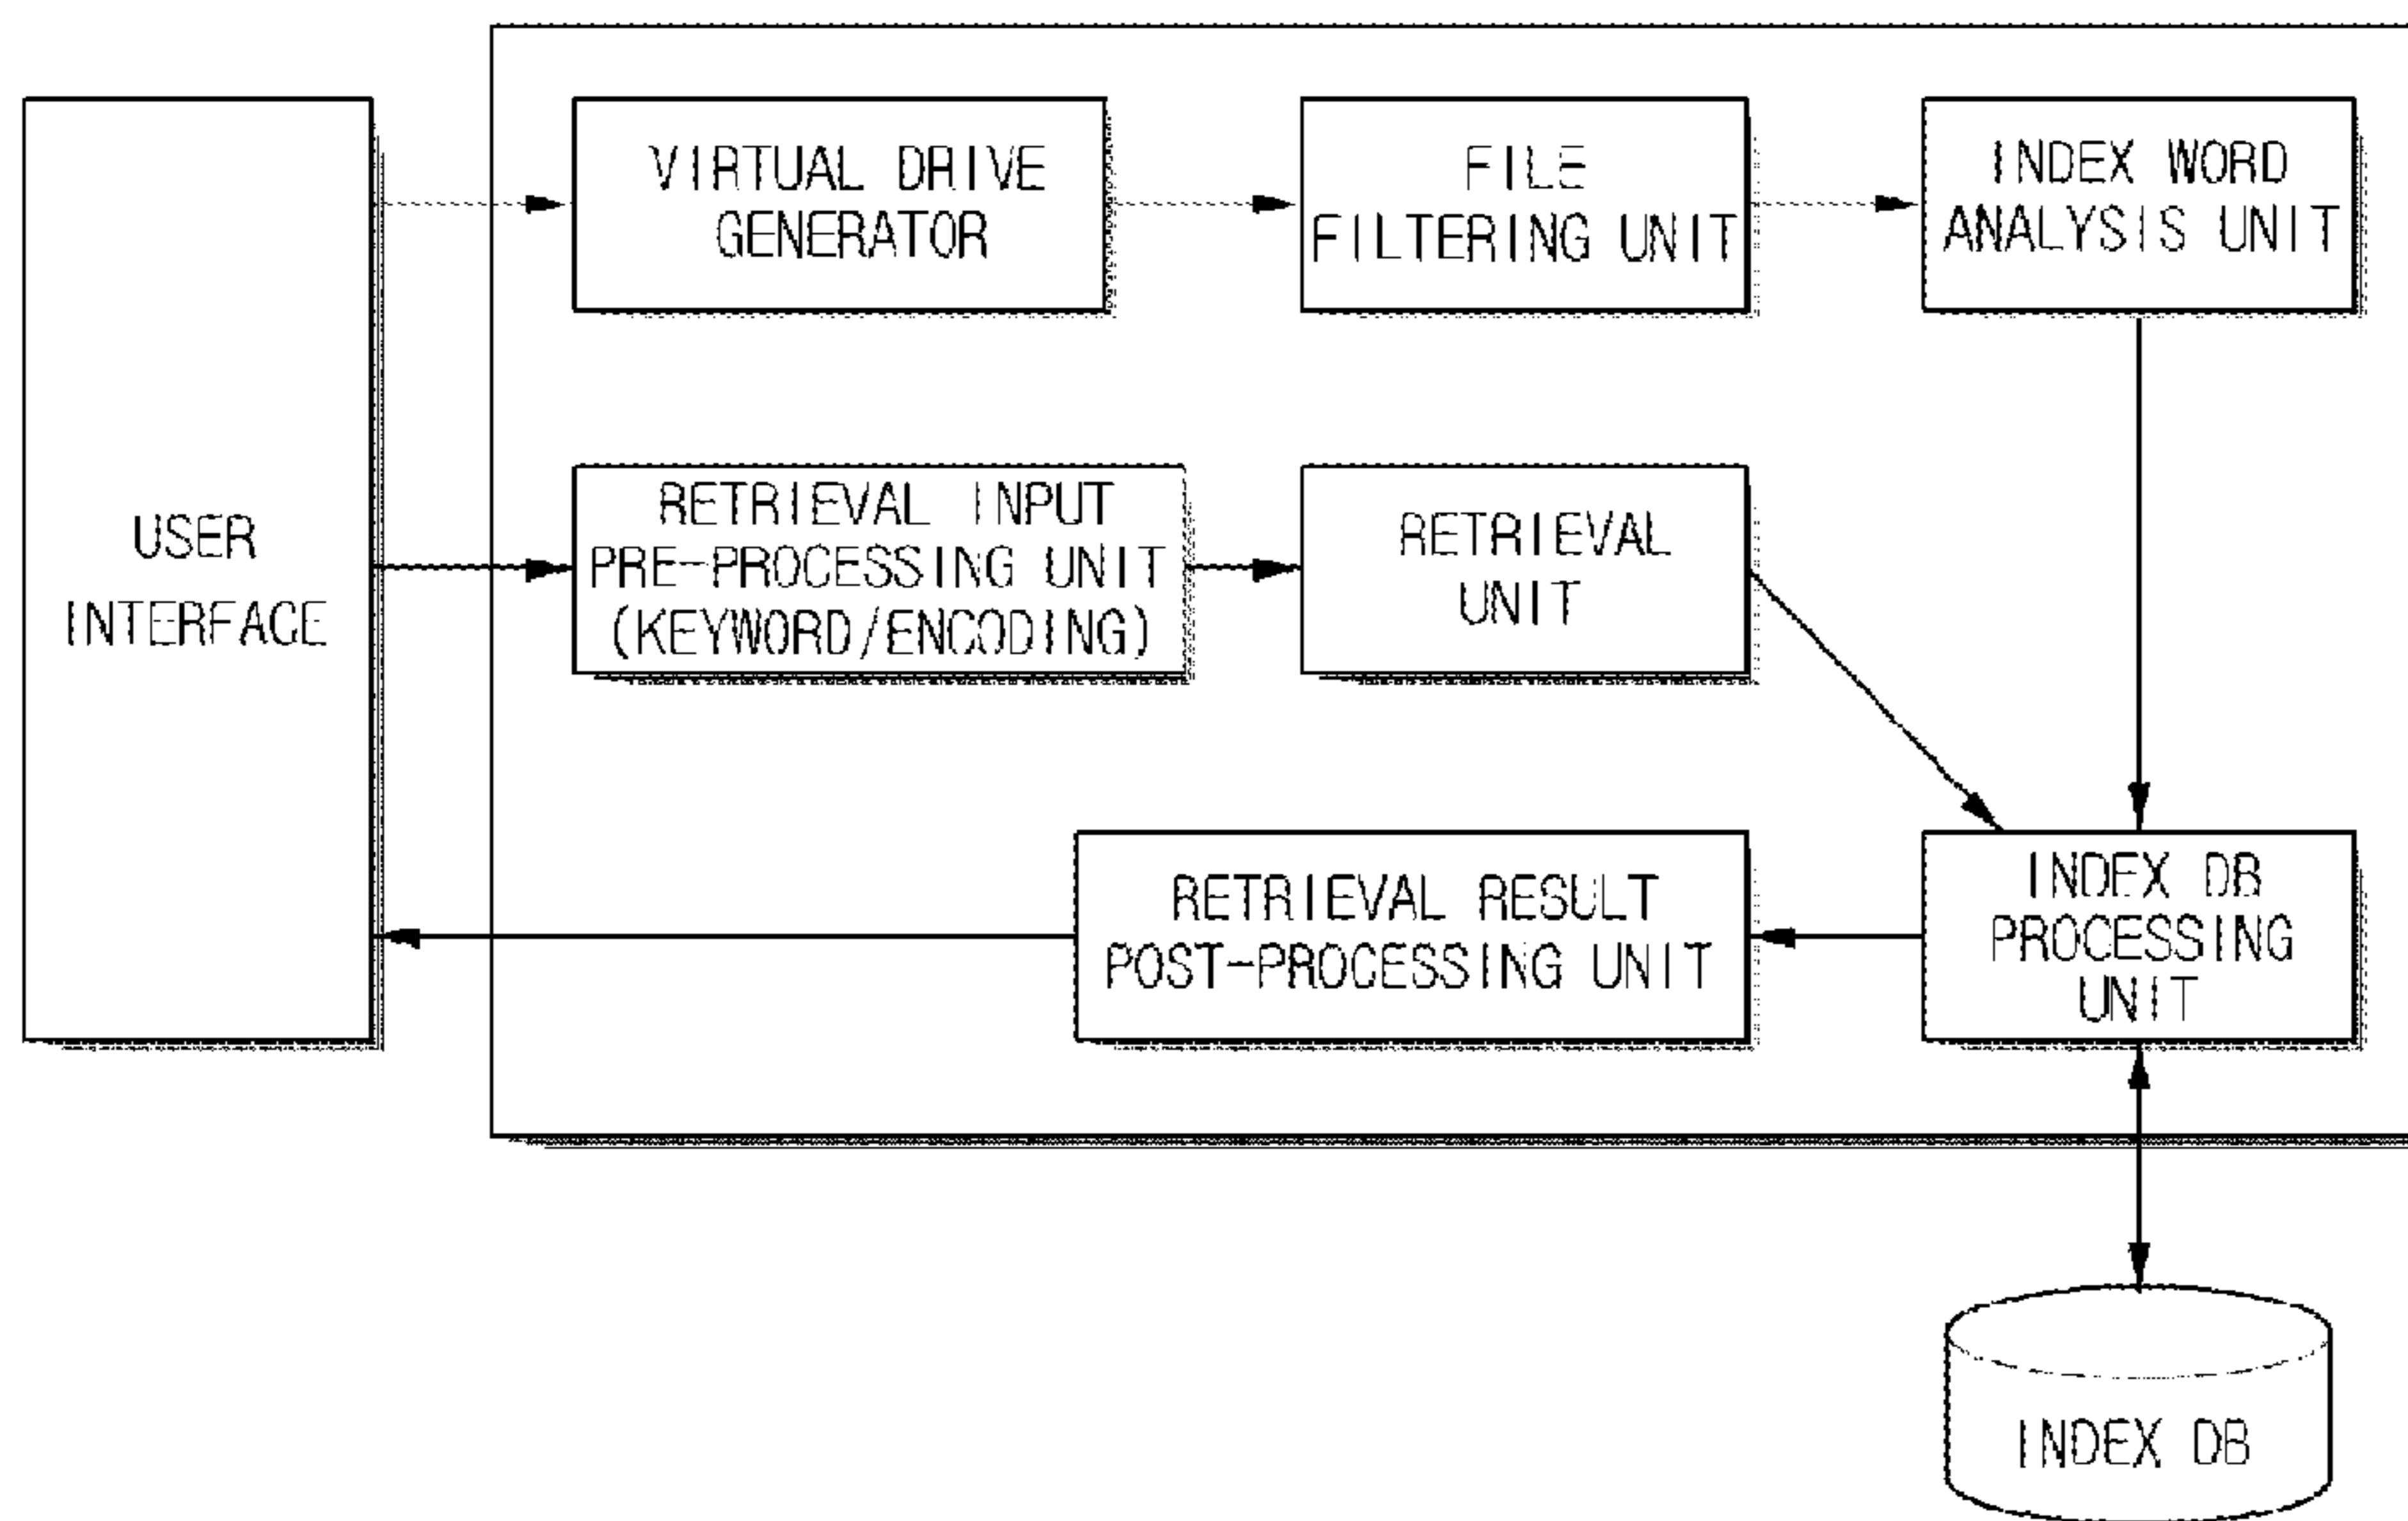 VIRTUAL DRIVE
GENERATOR
FILE
FILTERING UNIT
INDEX WORD
ANALYSIS UNIT
USER
INTERFACE
RETRIEVAL INPUT
PRE-PROCESSING UNIT
(KEYWORD/ENCODING)
RETRIEVAL
UNIT
RETRIEVAL RESULT
POST-PROCESSING UNIT
INDEX DB
PROCESSING
UNIT
INDEX DB